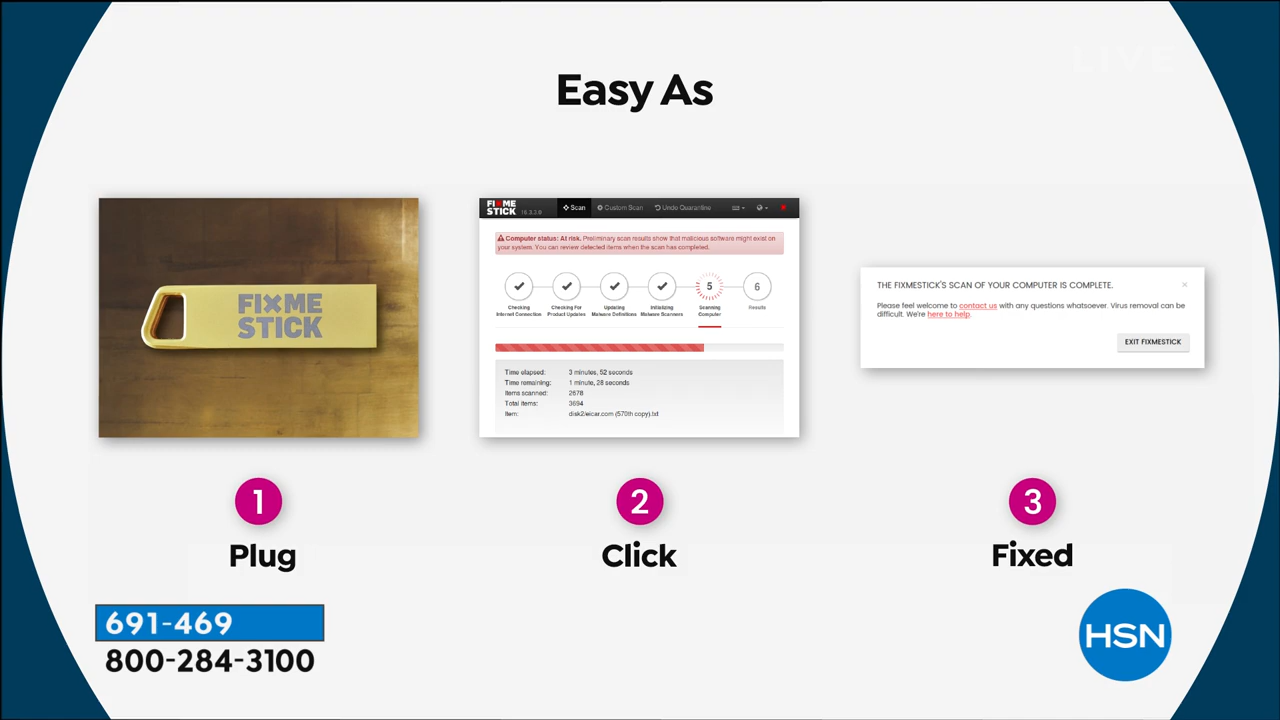 LIVE
Easy As
FIXME
STICK
FIXME
STICK
Scan
Custom Scan
Undo Quarantine
Computer status: At risk. Preliminary scan results show that malicious software might exist on
your system. You can review detected items when the scan has completed.
5
6
Checking
Internet Connection
Checking For
Product Updates
Updating
Malware Definitions
Initializing
Malware Scanners
Scanning
Computer
Results
Time elapsed: 3 minutes, 52 seconds
Time remaining: 1 minute, 28 seconds
Items scanned: 2678
Total items: 3694
Item: disk2/eicar.com (570th copy).txt
THE FIXMESTICK'S SCAN OF YOUR COMPUTER IS COMPLETE.
Please feel welcome to contact us with any questions whatsoever. Virus removal can be
difficult. We're here to help.
EXIT FIXMESTICK
1
Plug
2
Click
3
Fixed
691-469
800-284-3100
HSN